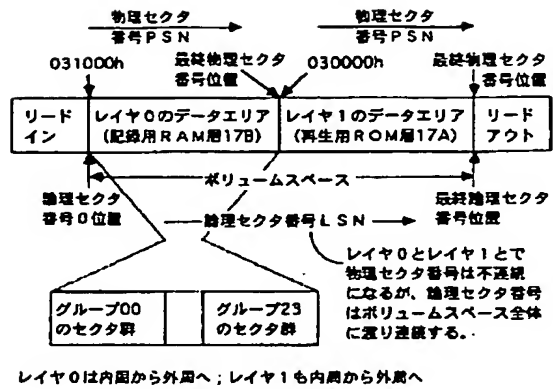 物理セクタ
番号PSN
物理セクタ
番号PSN
031000h
最終物理セクタ
番号位置
030000h
最終物理セクタ
番号位置
リード
イン
レイヤ0のデータエリア
(記録用RAM層17B)
レイヤ1のデータエリア
(再生用ROM層17A)
リード
アウト
ボリュームスペース
論理セクタ
番号0位置
論理セクタ番号LSN
最終論理セクタ
番号位置
レイヤ0とレイヤ1とで
物理セクタ番号は不連続
になるが、論理セクタ番号
はボリュームスペース全体
に渡り連続する。
グループ00
のセクタ群
グループ23
のセクタ群
レイヤ0は内周から外周へ;レイヤ1も内周から外周へ